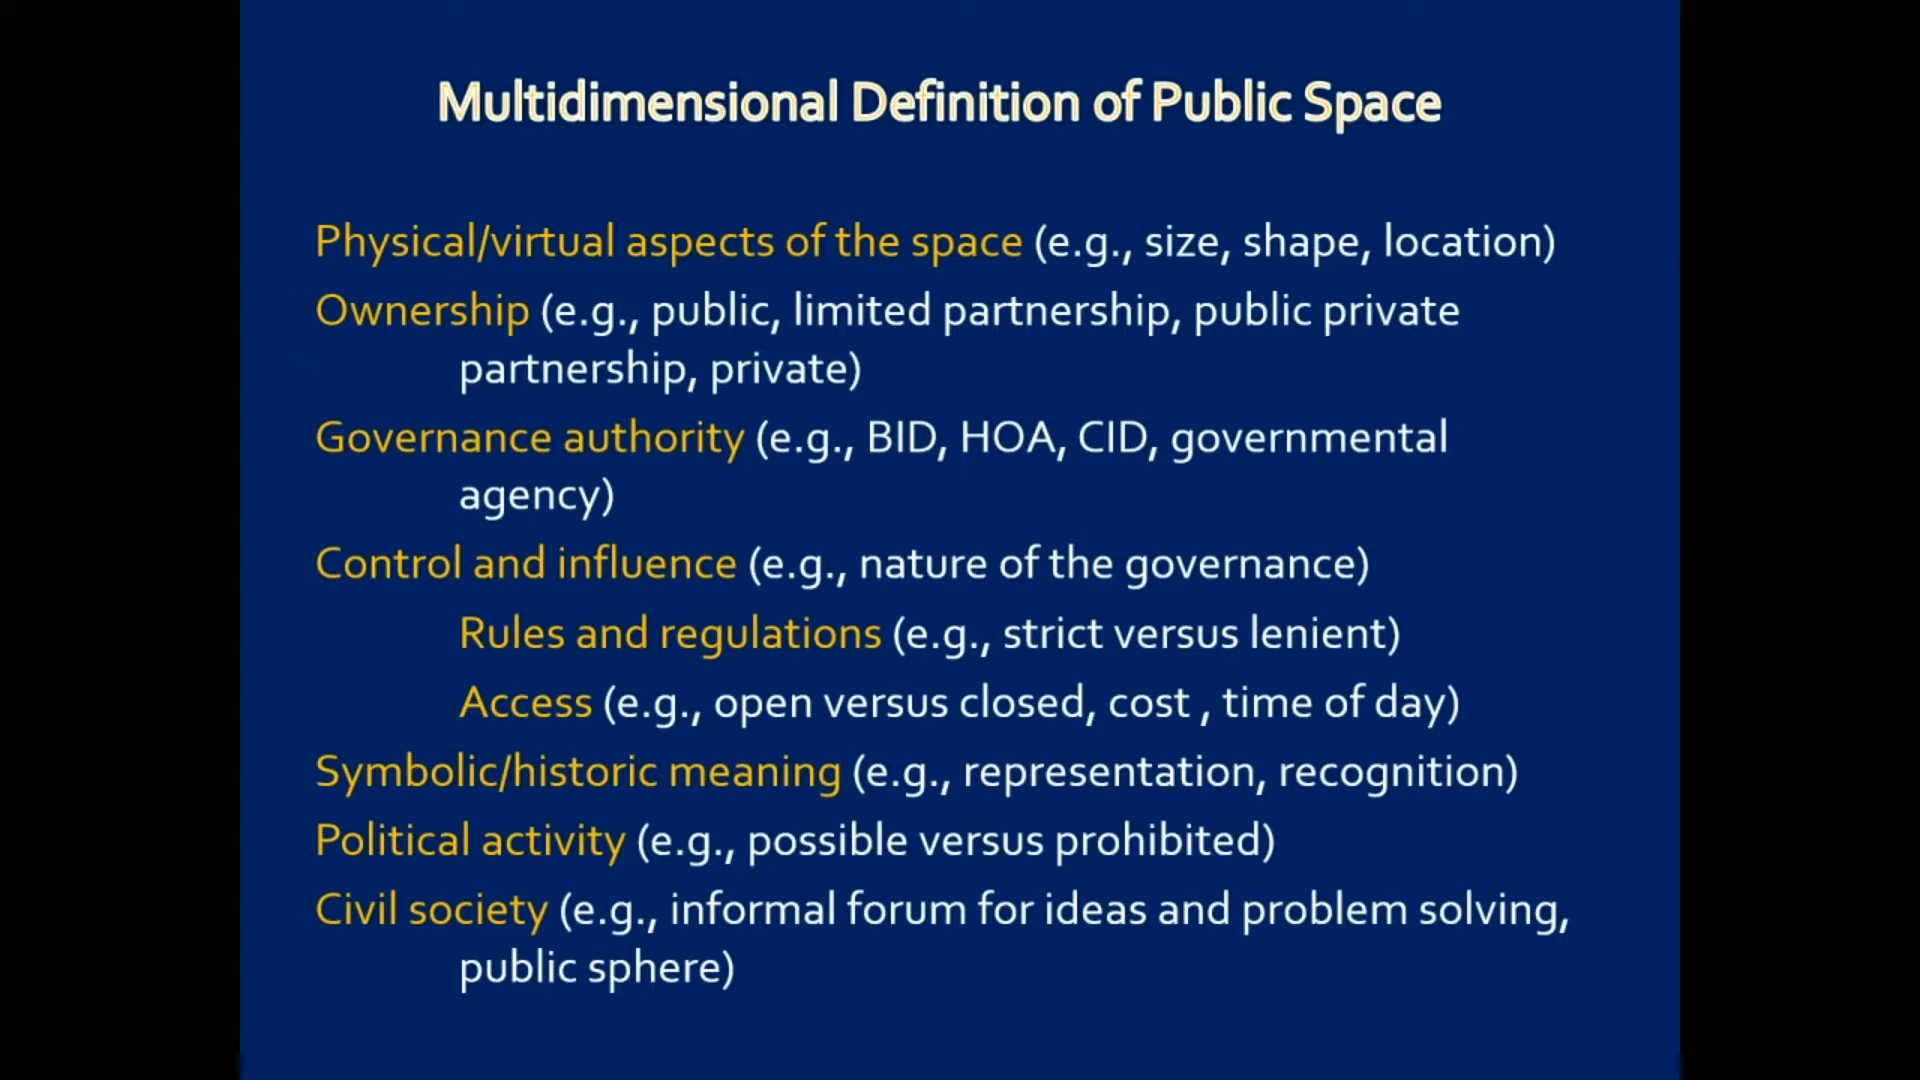 Multidimensional Definition of Public Space
Physical/virtual aspects of the space (e.g., size, shape, location)
Ownership (e.g., public, limited partnership, public private
partnership, private)
Governance authority (e.g., BID, HOA, CID, governmental
agency)
Control and influence (e.g., nature of the governance)
Rules and regulations (e.g., strict versus lenient)
Access (e.g., open versus closed, cost , time of day)
Symbolic/historic meaning (e.g., representation, recognition)
Political activity (e.g., possible versus prohibited)
Civil society (e.g., informal forum for ideas and problem solving,
public sphere)